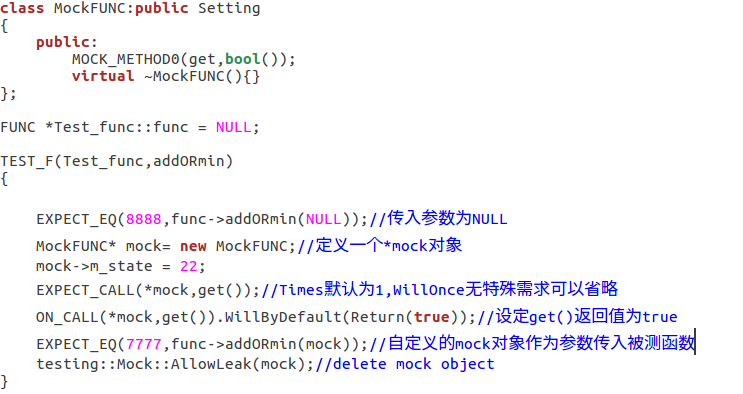 class MockFUNC:public Setting
{
    public:
        MOCK_METHOD0(get,bool());
        virtual ~MockFUNC(){}
};

FUNC *Test_func::func = NULL;

TEST_F(Test_func,addORmin)
{

    EXPECT_EQ(8888,func->addORmin(NULL));//传入参数为NULL
    MockFUNC* mock= new MockFUNC;//定义一个*mock对象
    mock->m_state = 22;
    EXPECT_CALL(*mock,get());//Times默认为1,WillOnce无特殊需求可以省略
    ON_CALL(*mock,get()).WillByDefault(Return(true));//设定get()返回值为true
    EXPECT_EQ(7777,func->addORmin(mock));//自定义的mock对象作为参数传入被测函数
    testing::Mock::AllowLeak(mock);//delete mock object
}